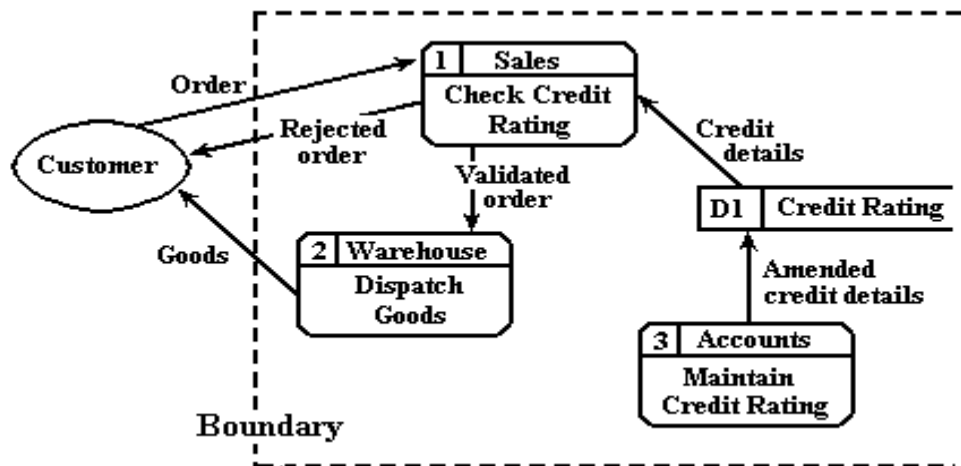 1 Sales
Check Credit
Rating
Order
Rejected
order
Customer
Validated
order
Credit
details
D1 Credit Rating
Goods
2 Warehouse
Dispatch
Goods
Amended
credit details
3 Accounts
Maintain
Credit Rating
Boundary